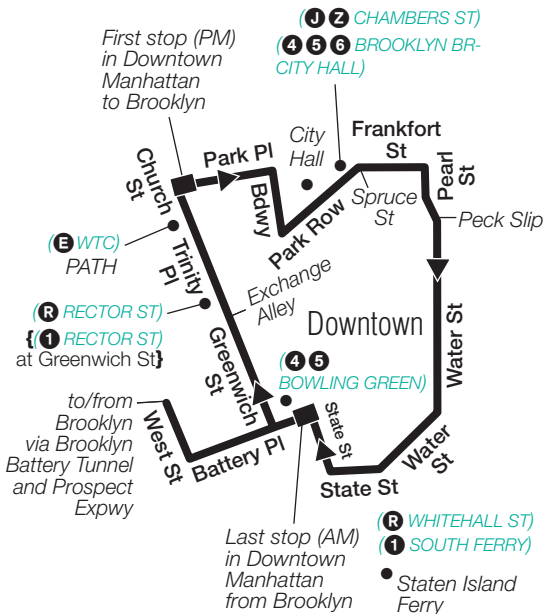 (J Z CHAMBERS ST)
(4 5 6 BROOKLYN BR-
CITY HALL)
First stop (PM)
in Downtown
Manhattan
to Brooklyn
City
Hall
Frankfort
St
Park Pl
Church
St
Bdwy
Park Row
Spruce
St
Pearl
St
Peck Slip
(E WTC)
PATH
Trinity
Pl
Exchange
Alley
(R RECTOR ST)
{(1 RECTOR ST)
at Greenwich St}
Downtown
Water St
Greenwich
St
(4 5
BOWLING GREEN)
to/from
Brooklyn
via Brooklyn
Battery Tunnel
and Prospect
Expwy
West St
Battery Pl
State St
Water
St
State St
Last stop (AM)
in Downtown
Manhattan
from Brooklyn
(R WHITEHALL ST)
(1 SOUTH FERRY)
Staten Island
Ferry